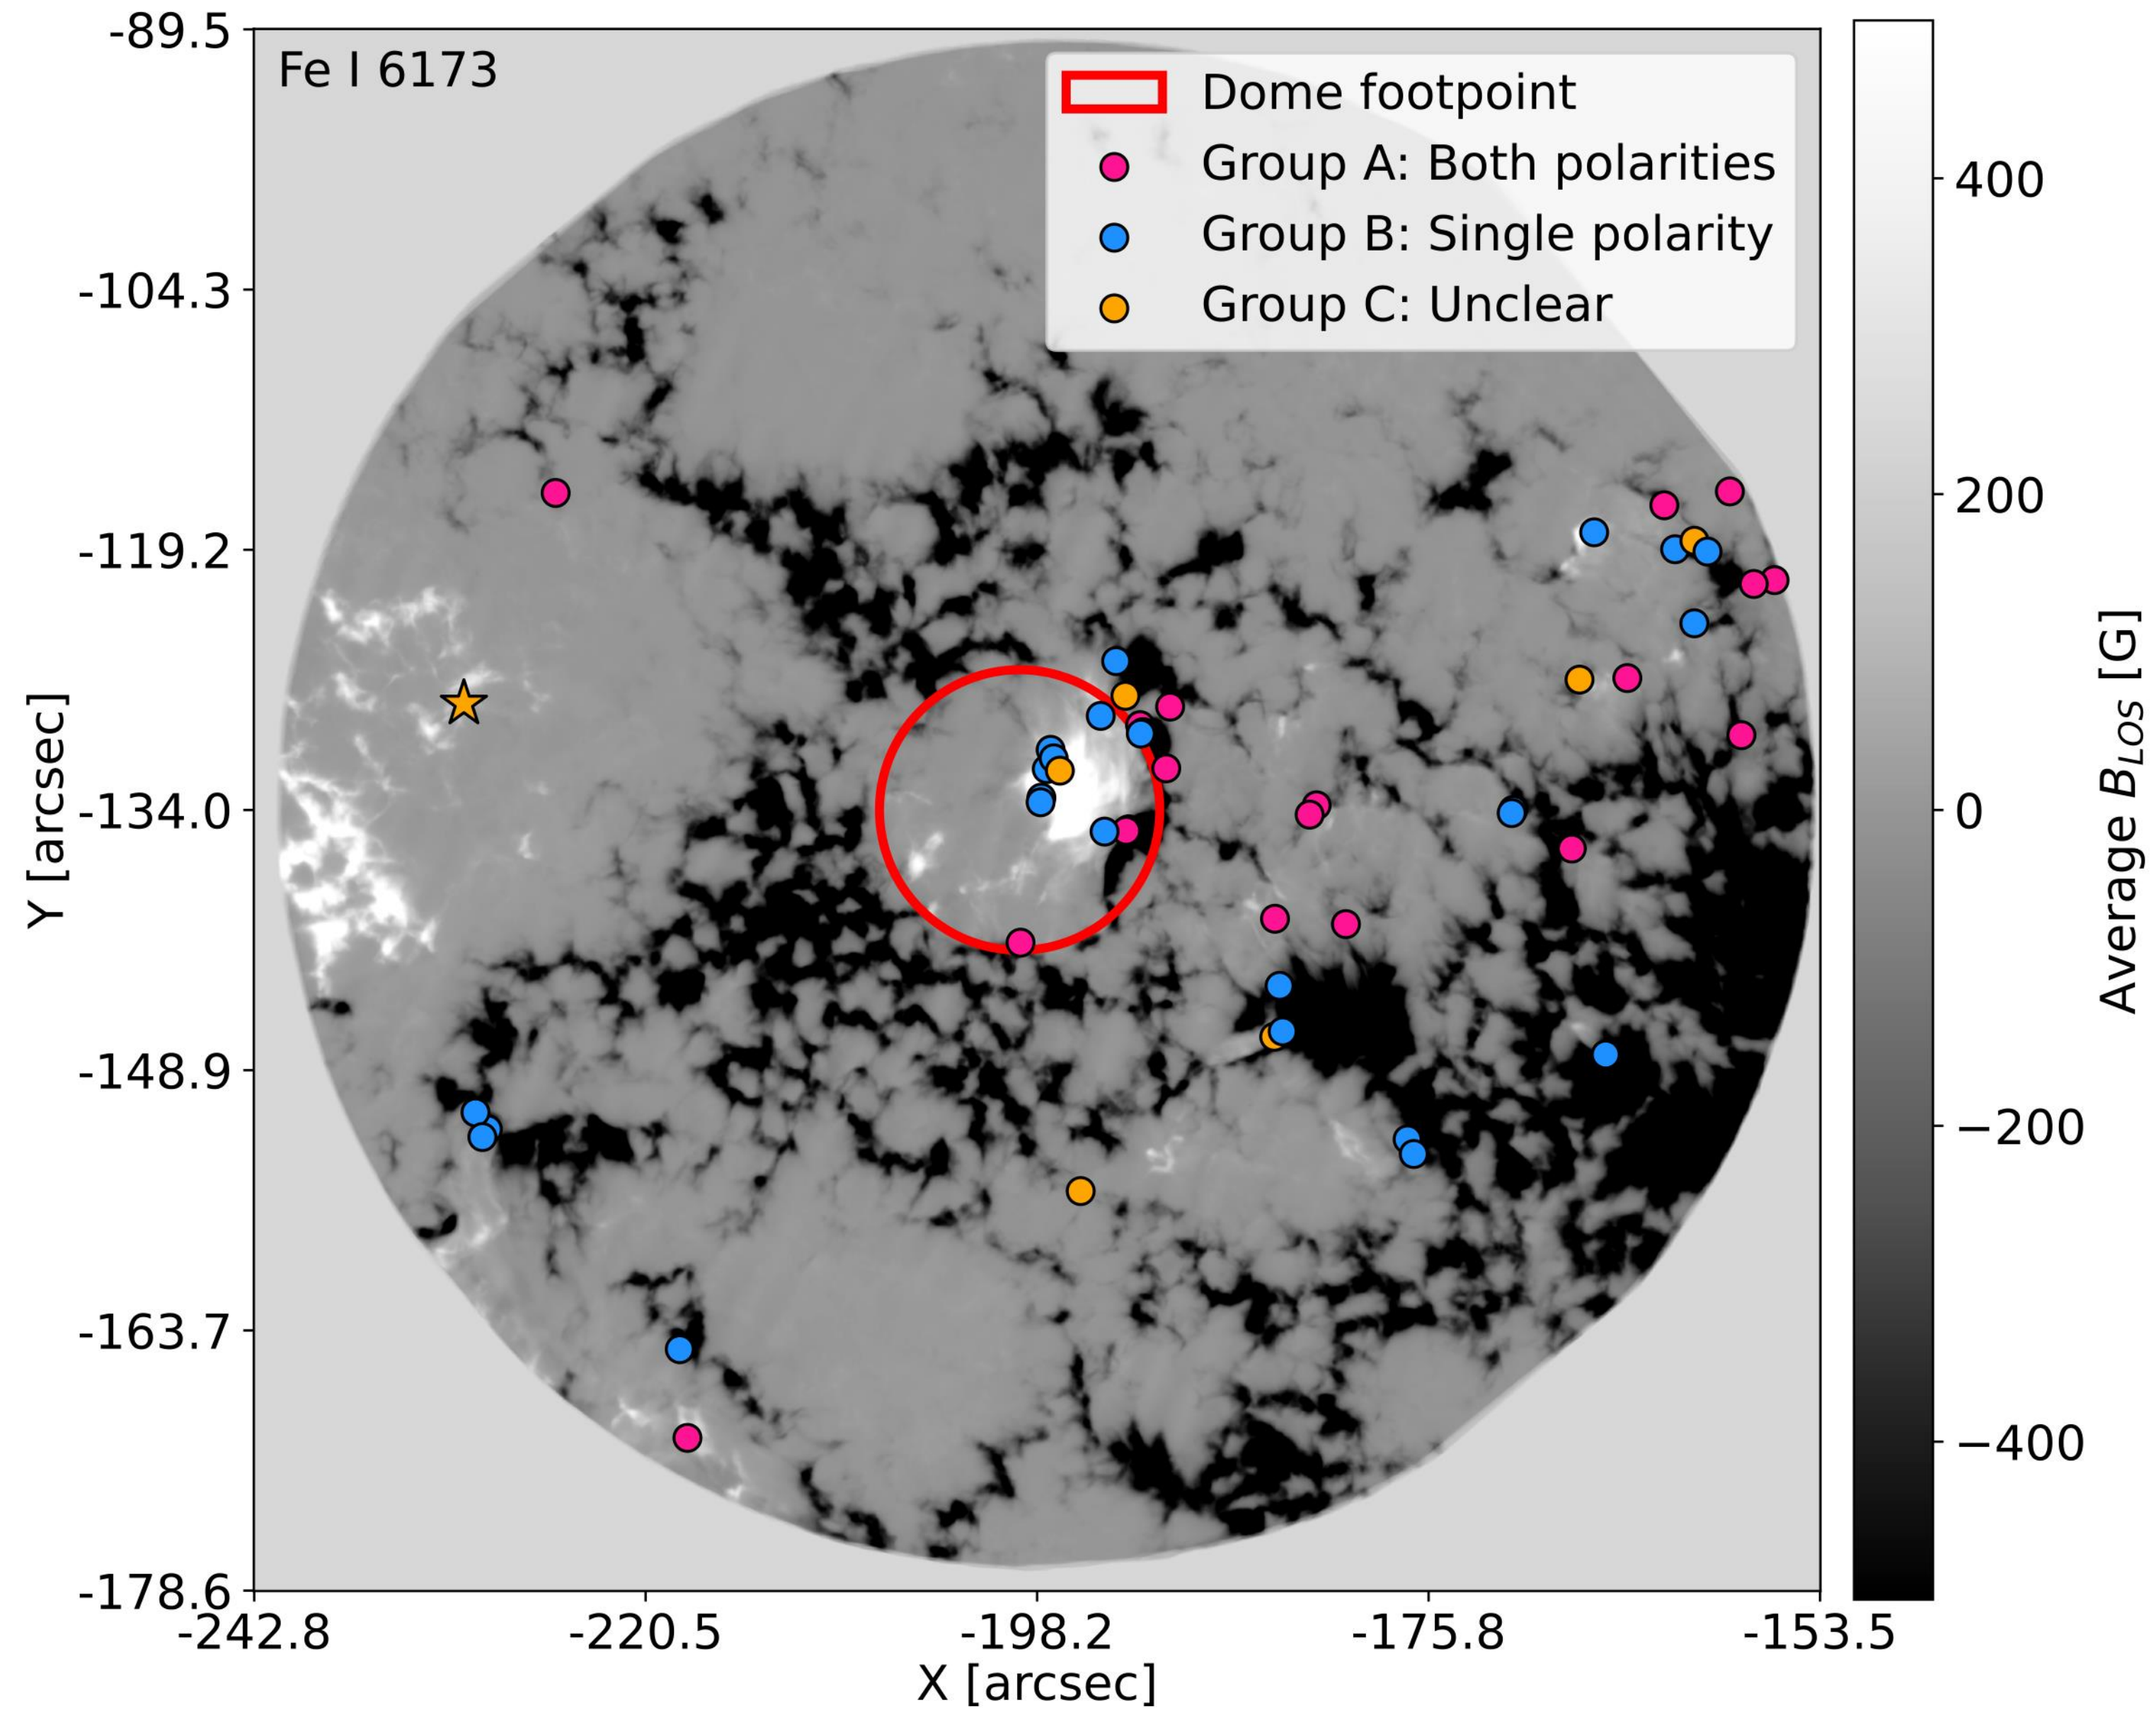 Fe I 6173
Dome footpoint
Group A: Both polarities
Group B: Single polarity
Group C: Unclear
-89.5
-104.3
-119.2
-134.0
-148.9
-163.7
-178.6
Y [arcsec]
-242.8
-220.5
-198.2
-175.8
-153.5
X [arcsec]
400
200
0
−200
−400
Average B_LOS [G]